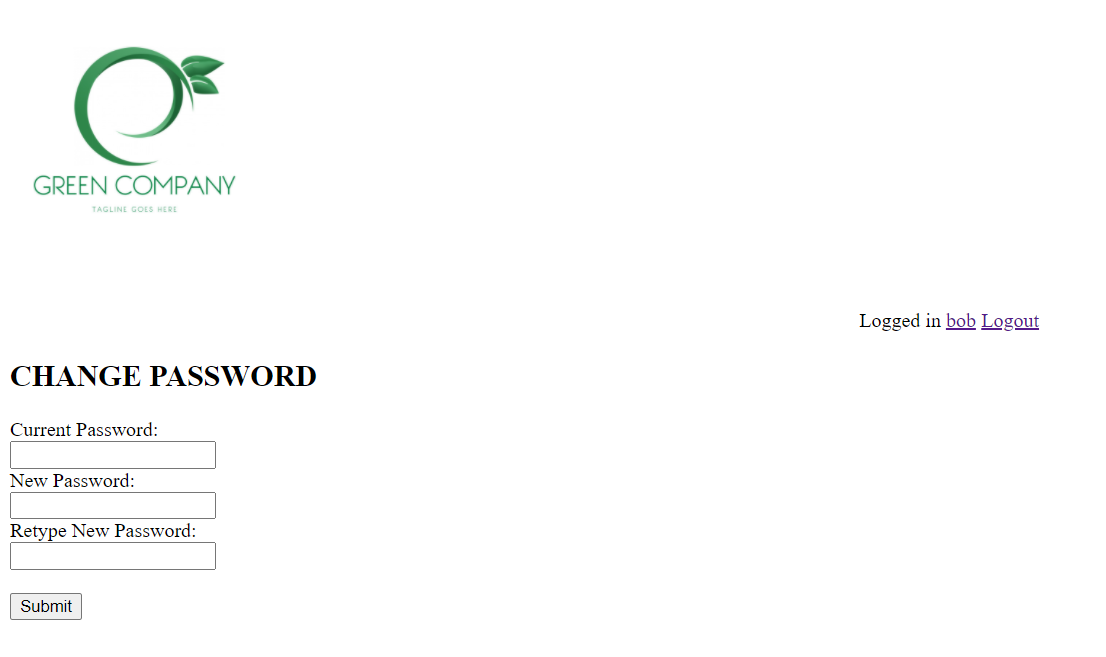 GREEN COMPANY
TAGLINE GOES HERE
Logged in bob Logout
CHANGE PASSWORD
Current Password:
New Password:
Retype New Password:
Submit